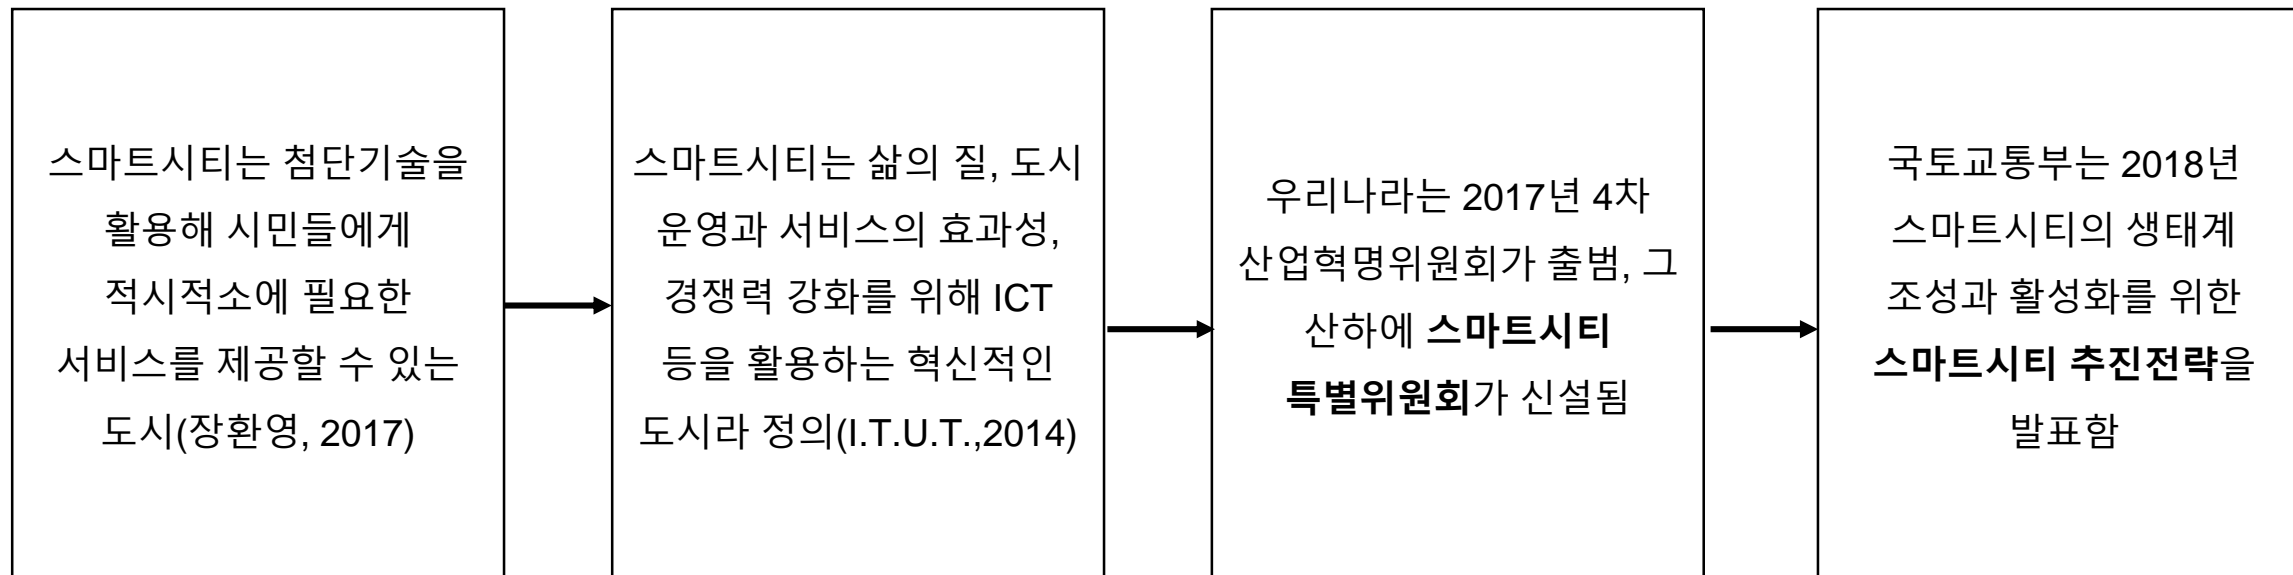 스마트시티는 첨단기술을
활용해 시민들에게
적시적소에 필요한
서비스를 제공할 수 있는
도시(장환영, 2017)
스마트시티는 삶의 질, 도시
운영과 서비스의 효과성,
경쟁력 강화를 위해 ICT
등을 활용하는 혁신적인
도시라 정의(I.T.U.T.,2014)
우리나라는 2017년 4차
산업혁명위원회가 출범, 그
산하에 스마트시티
특별위원회가 신설됨
국토교통부는 2018년
스마트시티의 생태계
조성과 활성화를 위한
스마트시티 추진전략을
발표함